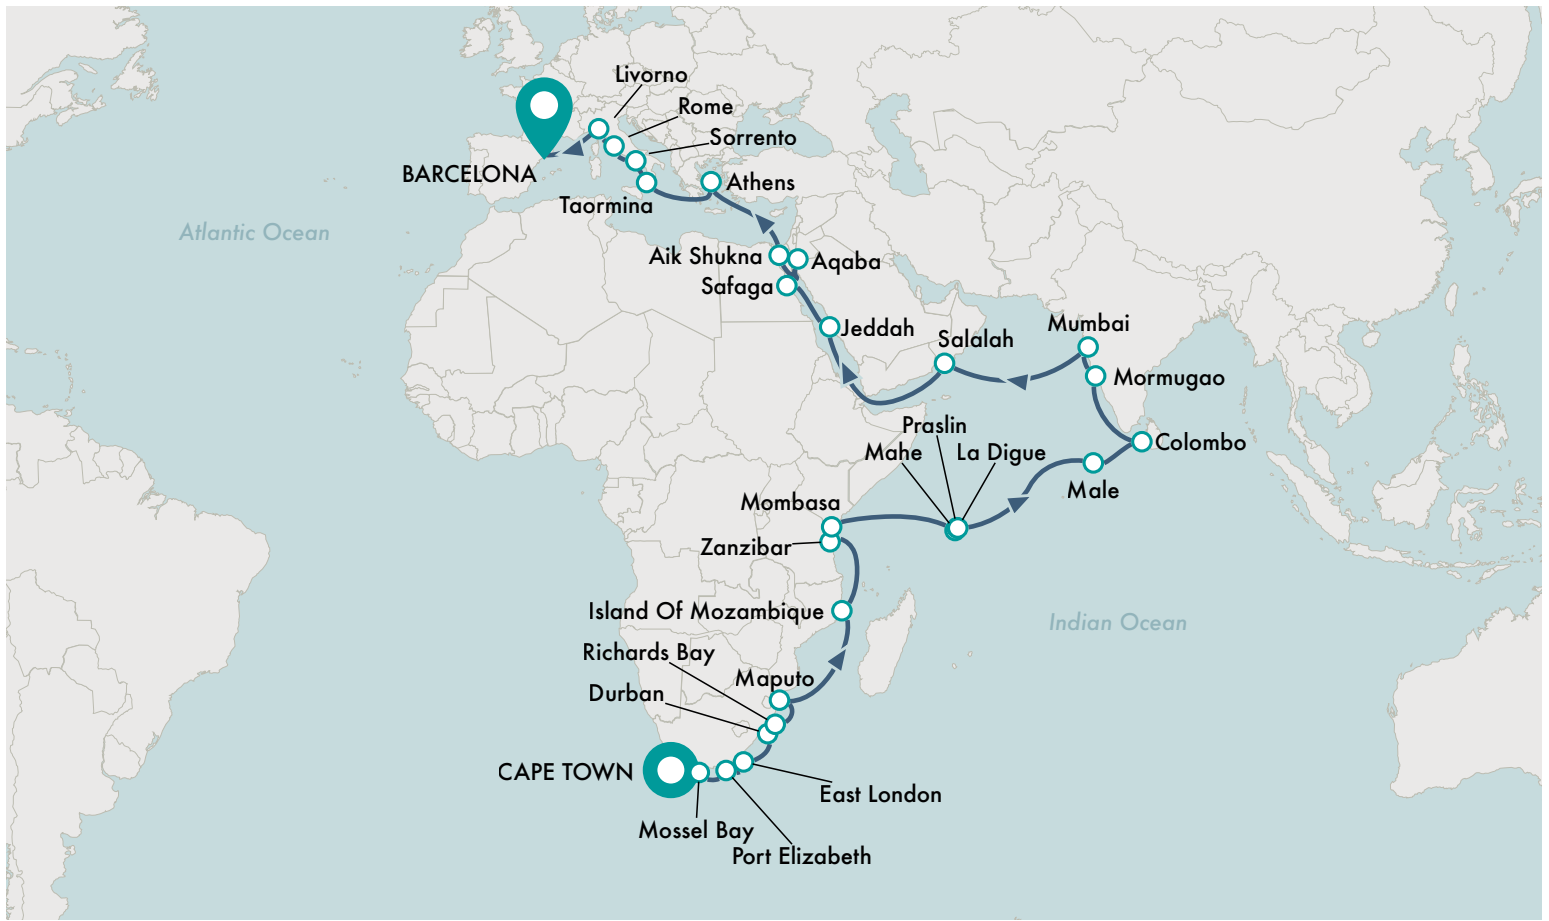 Livorno
Rome
Sorrento
BARCELONA
Athens
Taormina
Atlantic Ocean
Aik Shukna
Aqaba
Safaga
Jeddah
Salalah
Mumbai
Mormugao
Praslin
Mahe
La Digue
Colombo
Male
Mombasa
Zanzibar
Island Of Mozambique
Indian Ocean
Richards Bay
Maputo
Durban
CAPE TOWN
East London
Mossel Bay
Port Elizabeth